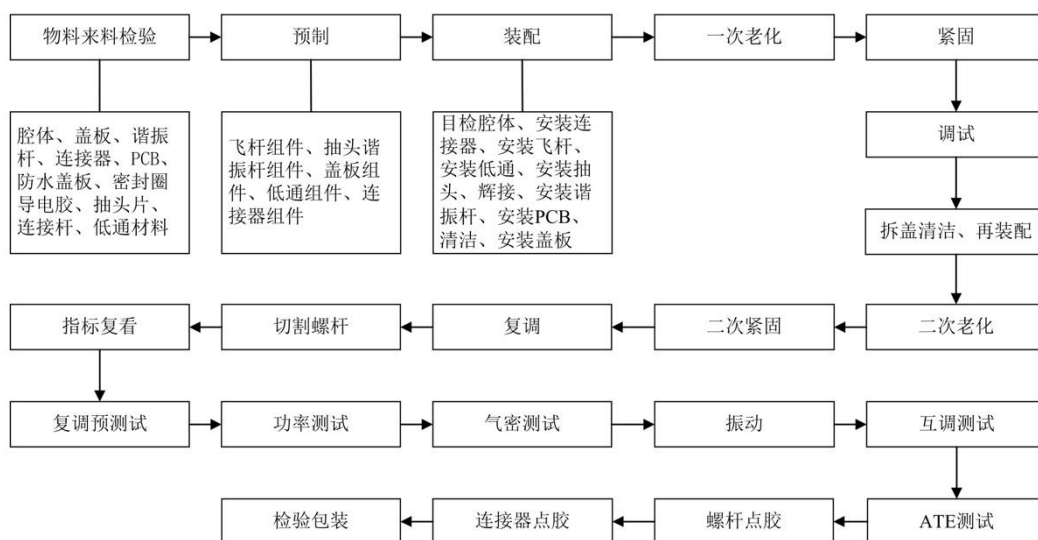 物料来料检验
预制
装配
一次老化
紧固
腔体、盖板、谐振
杆、连接器、PCB、
防水盖板、密封圈
导电胶、抽头片、
连接杆、低通材料
飞杆组件、抽头谐
振杆组件、盖板组
件、低通组件、连
接器组件
目检腔体、安装连
接器、安装飞杆、
安装低通、安装抽
头、辉接、安装谐
振杆、安装PCB、
清洁、安装盖板
调试
拆盖清洁、再装配
指标复看
切割螺杆
复调
二次紧固
二次老化
复调预测试
功率测试
气密测试
振动
互调测试
检验包装
连接器点胶
螺杆点胶
ATE测试